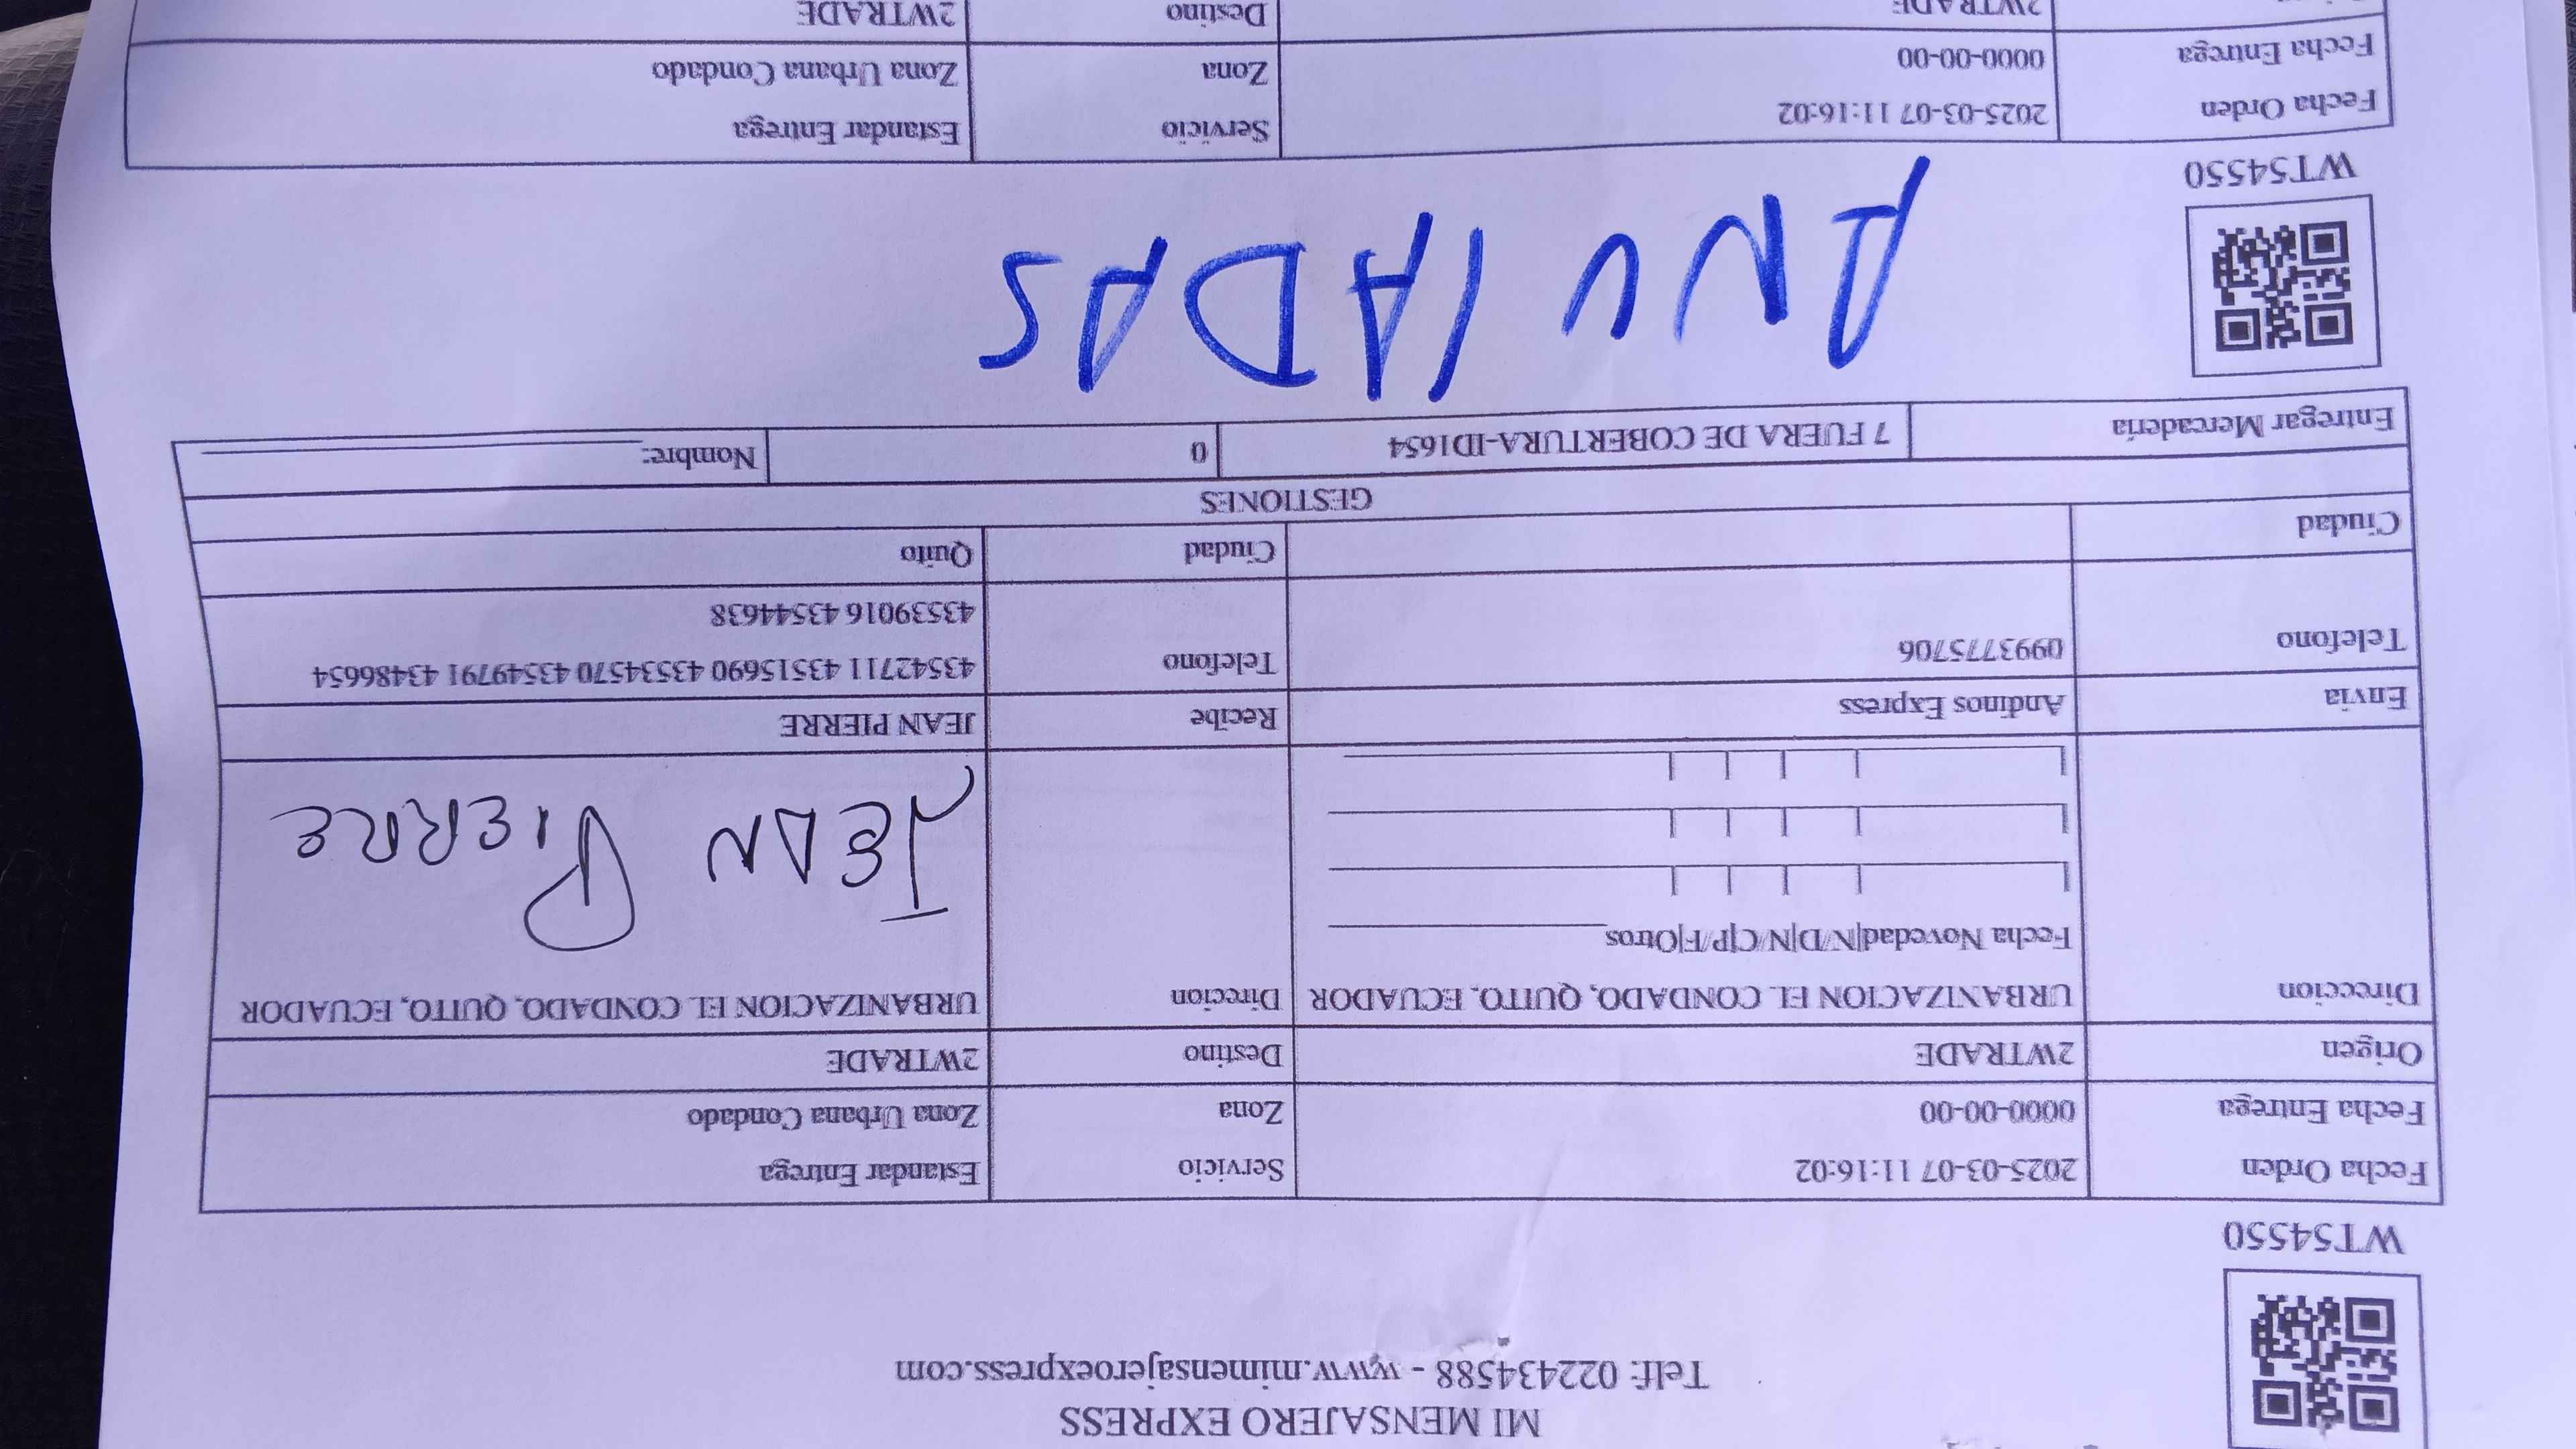 MI MENSAJERO EXPRESS
Telf: 022434588 - www.mimensajeroexpress.com
WT54550
Fecha Orden 2025-03-07 11:16:02 Servicio Estandar Entrega
Fecha Entrega 0000-00-00 Zona Zona Urbana Condado
Origen 2WTRADE Destino 2WTRADE
Direccion URBANIZACION EL CONDADO, QUITO, ECUADOR Direccion URBANIZACION EL CONDADO, QUITO, ECUADOR
Fecha Novedad|N/D|N/C|P/F|Otros
JEAN PIERRE
Envia Andinos Express Recibe JEAN PIERRE
Telefono 0993775706 Telefono 43542711 43515690 43534570 43549791 43486654
43539016 43544638
Ciudad Ciudad Quito
GESTIONES
Entregar Mercadería 7 FUERA DE COBERTURA-ID1654 0 Nombre:
ANULADAS
WT54550
Fecha Orden 2025-03-07 11:16:02 Servicio Estandar Entrega
Fecha Entrega 0000-00-00 Zona Zona Urbana Condado
2WTRADE Destino 2WTRADE